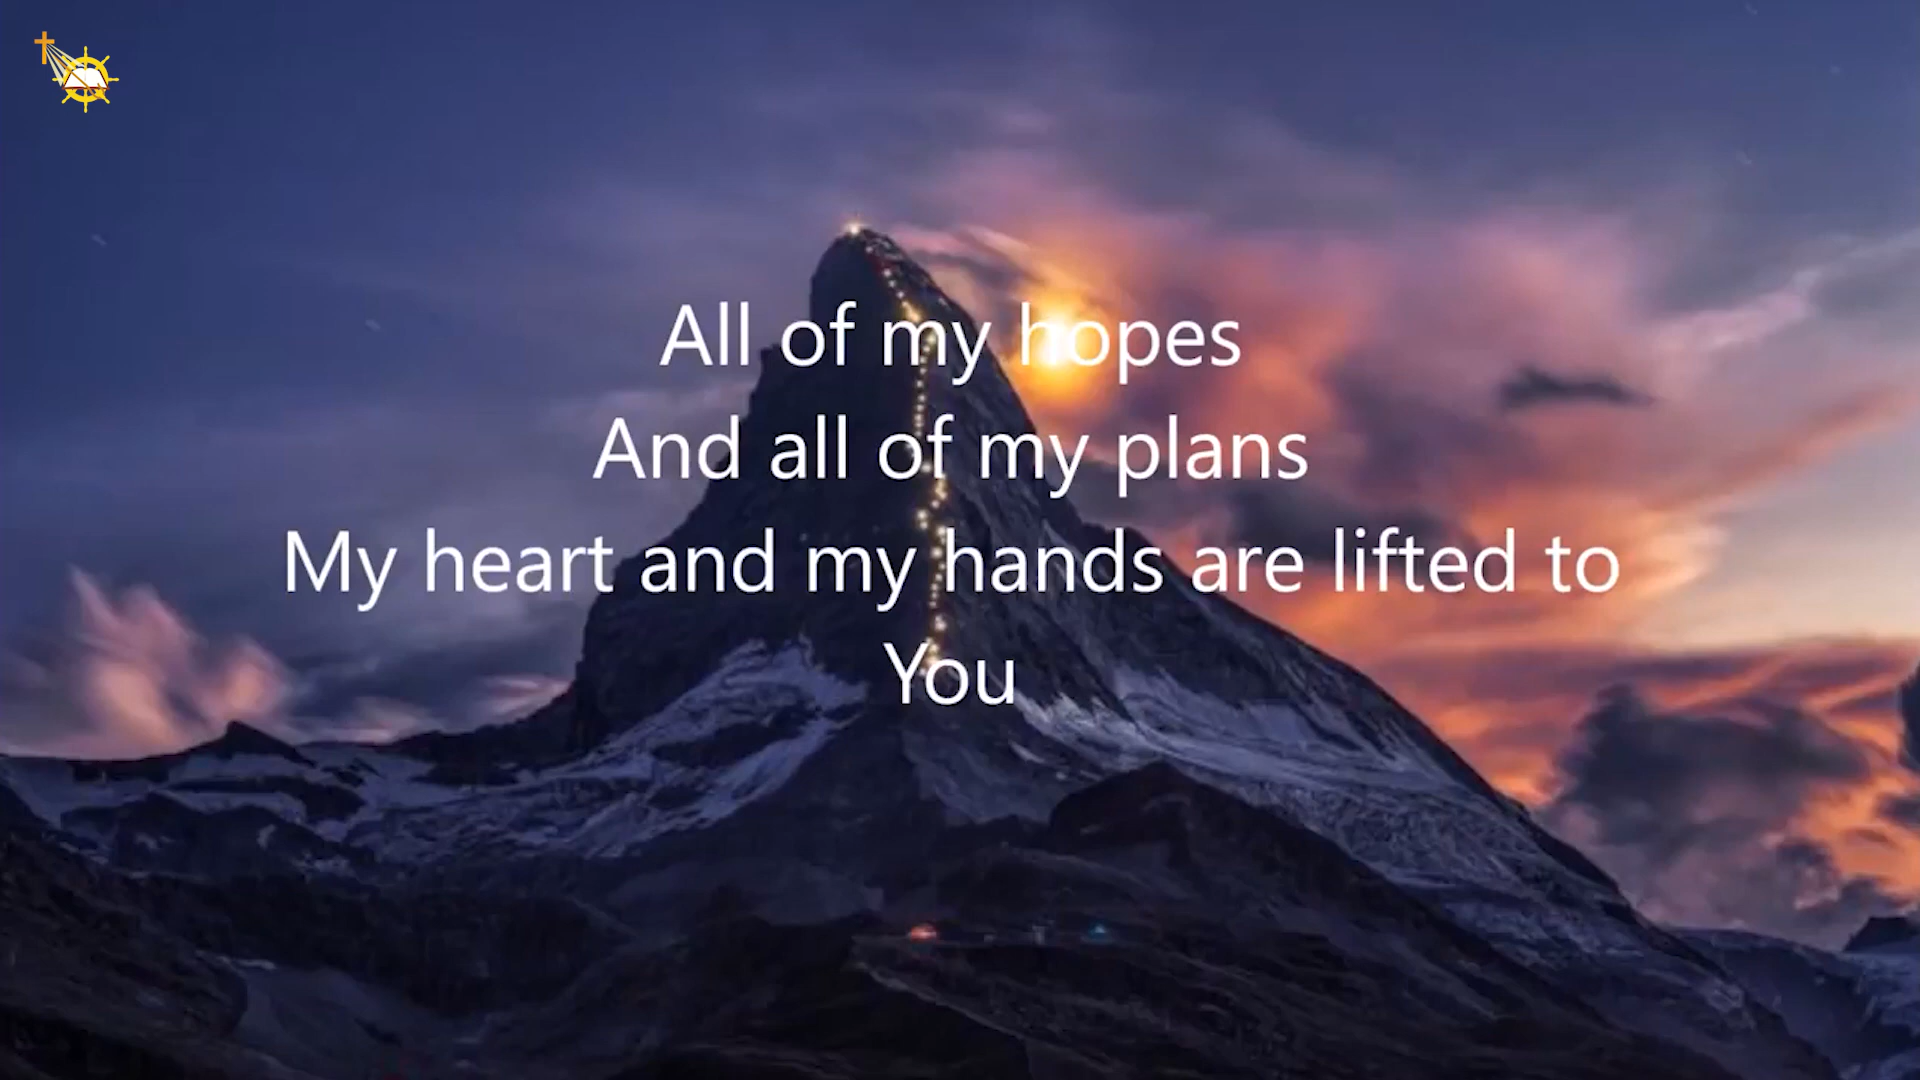 All of my hopes
And all of my plans
My heart and my hands are lifted to
You